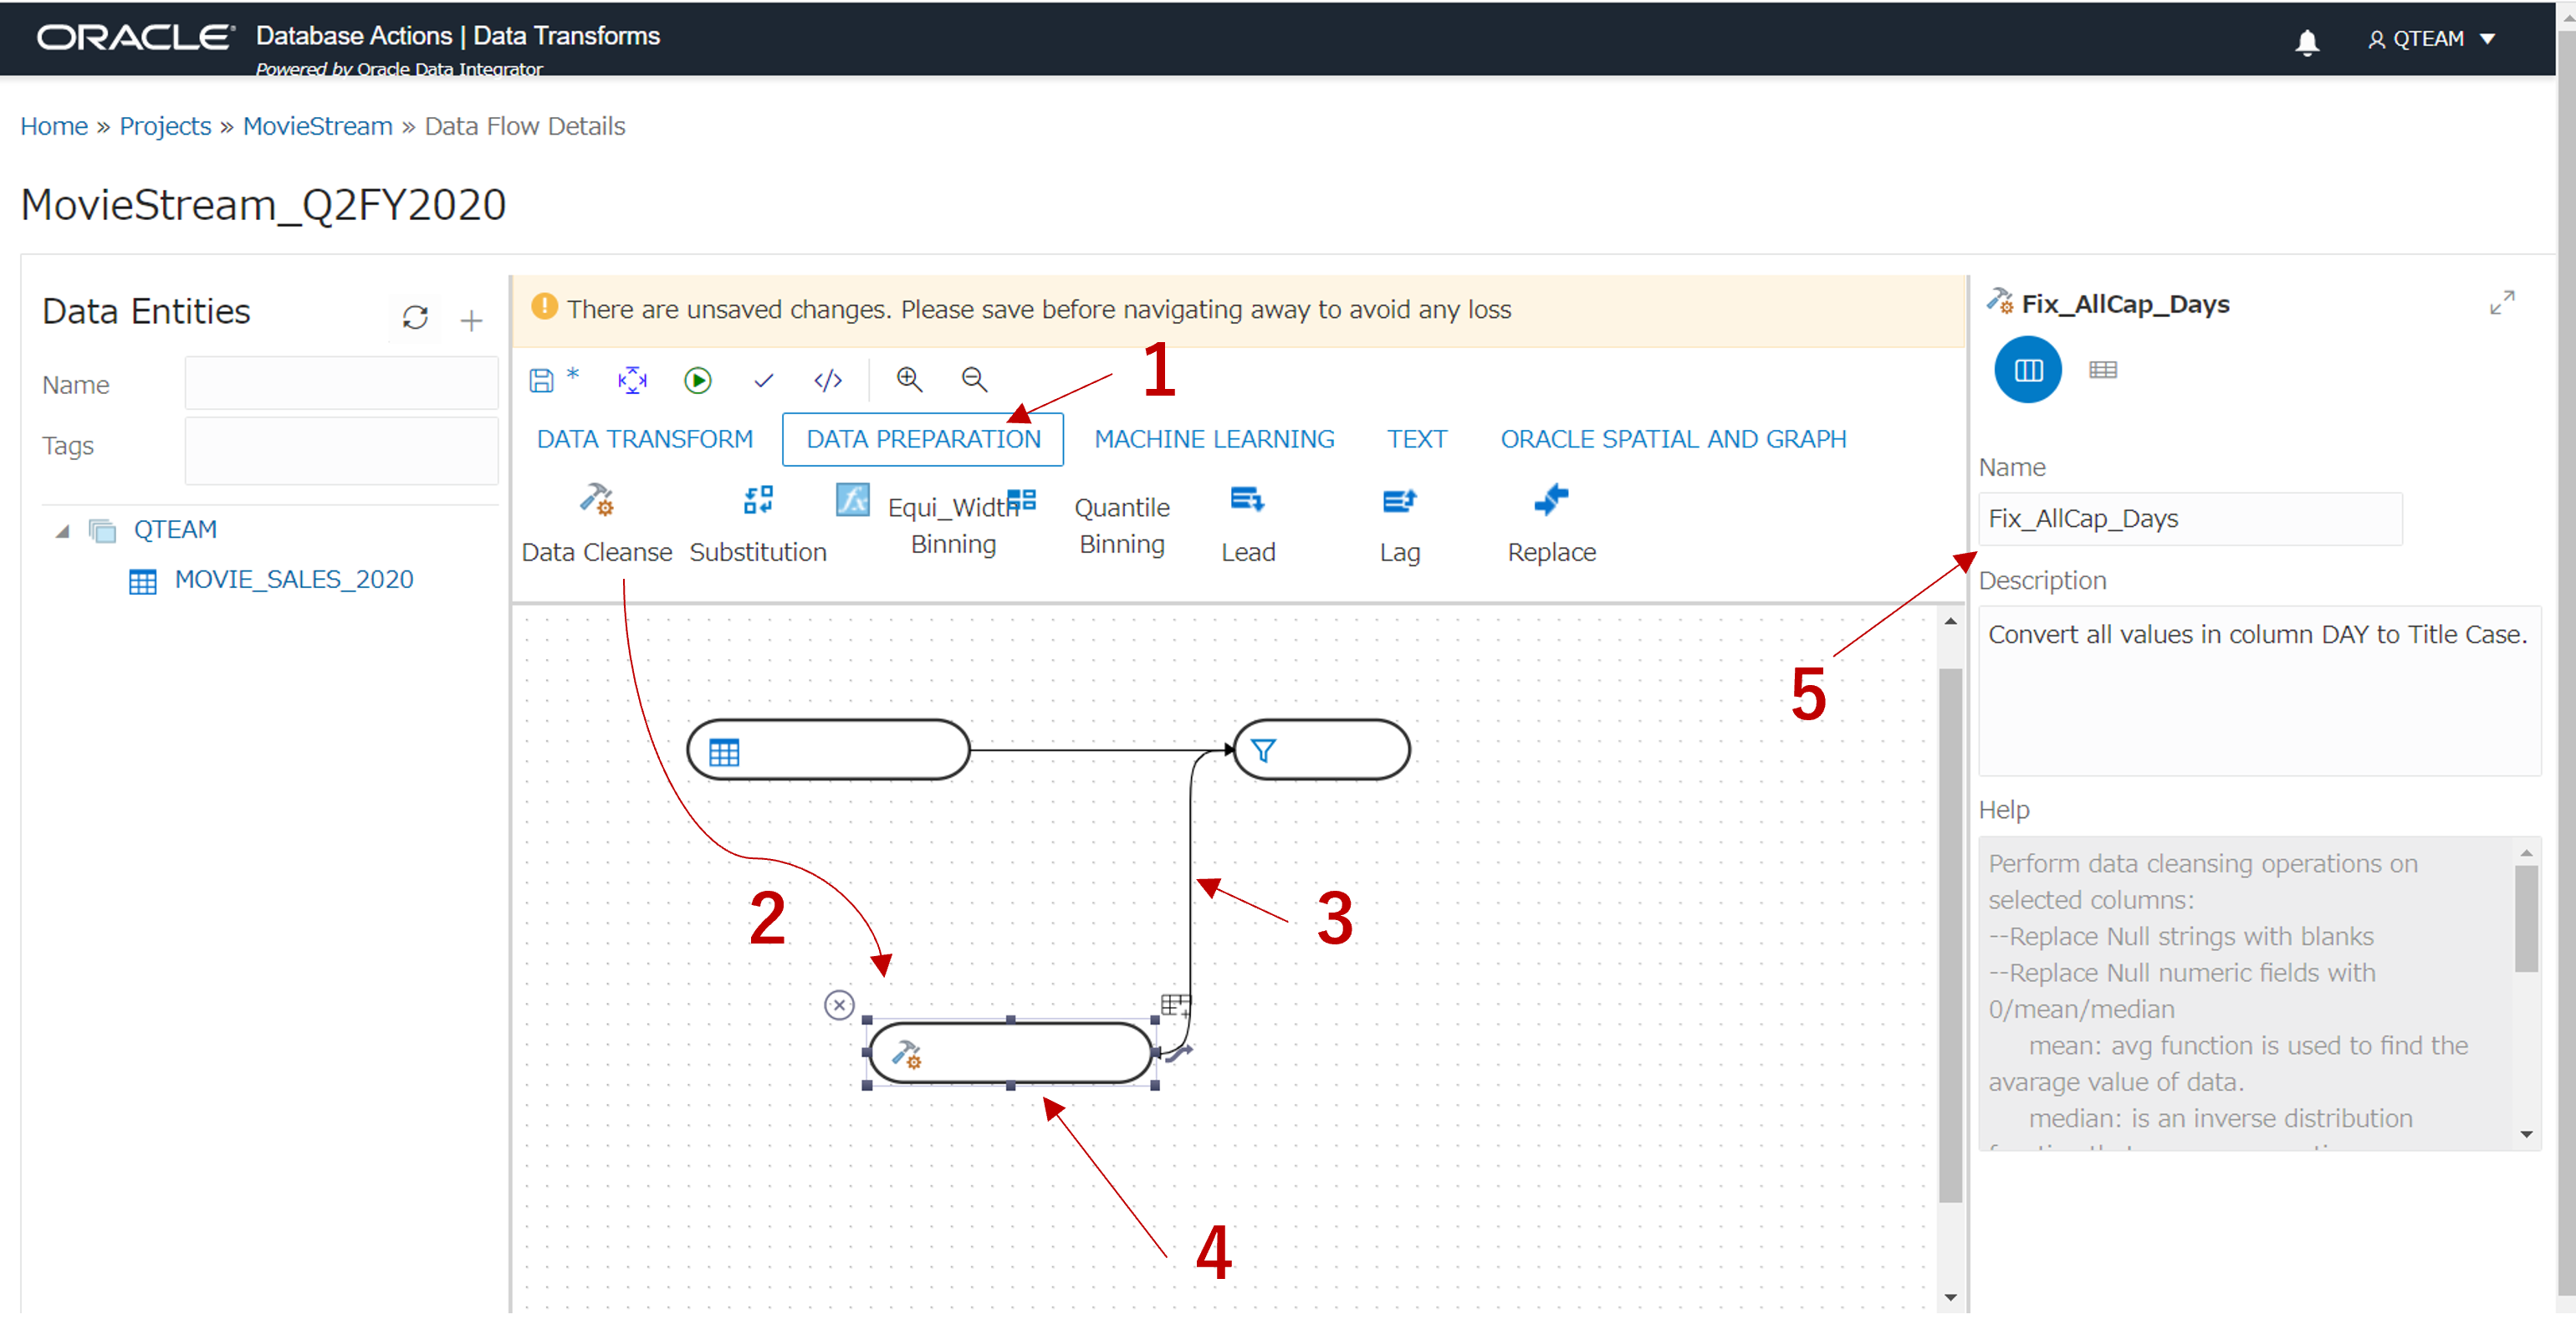 ORACLE Database Actions | Data Transforms
Powered by Oracle Data Integrator
QTEAM
Home » Projects » MovieStream » Data Flow Details
MovieStream_Q2FY2020
Data Entities
Name
Tags
QTEAM
MOVIE_SALES_2020
There are unsaved changes. Please save before navigating away to avoid any loss
*
1
DATA TRANSFORM DATA PREPARATION MACHINE LEARNING TEXT ORACLE SPATIAL AND GRAPH
Data Cleanse
Substitution
Equi_Width
Binning
Quantile
Binning
Lead
Lag
Replace
2
3
4
5
Fix_AllCap_Days
Name
Fix_AllCap_Days
Description
Convert all values in column DAY to Title Case.
Help
Perform data cleansing operations on
selected columns:
--Replace Null strings with blanks
--Replace Null numeric fields with
0/mean/median
mean: avg function is used to find the
avarage value of data.
median: is an inverse distribution